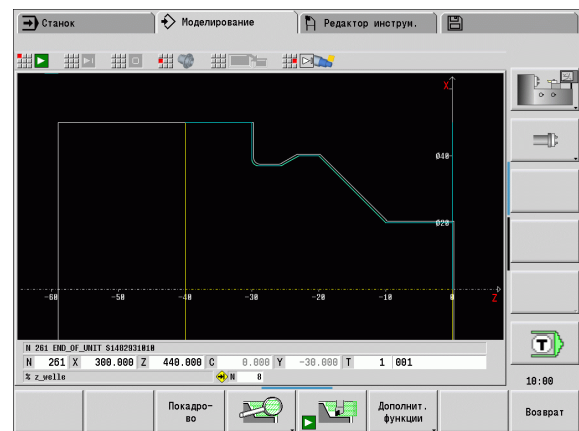 Станок
Моделирование
Редактор инструм.
X
Ø40
Ø20
-60 -50 -40 -30 -20 -10 0 Z
N 261 END_OF_UNIT S1482931010
N 261 X 300.000 Z 440.000 C 0.000 Y -30.000 T 1 001
% z_welle N 8
T
10:00
Покадро-
во
Дополнит.
функции
Возврат